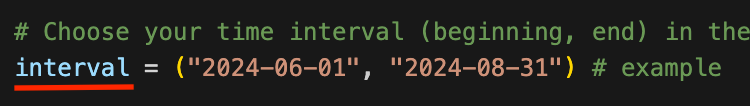 # Choose your time interval (beginning, end) in the
interval = ("2024-06-01", "2024-08-31") # example